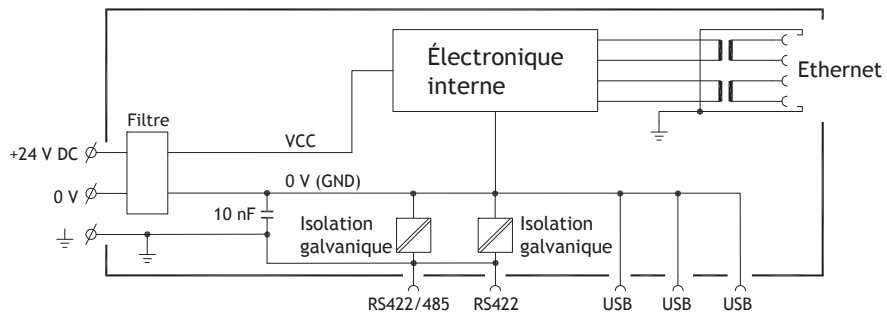 Électronique
interne
Ethernet
Filtre
+24 V DC
VCC
0 V
0 V (GND)
10 nF
Isolation
galvanique
Isolation
galvanique
RS422/485
RS422
USB
USB
USB